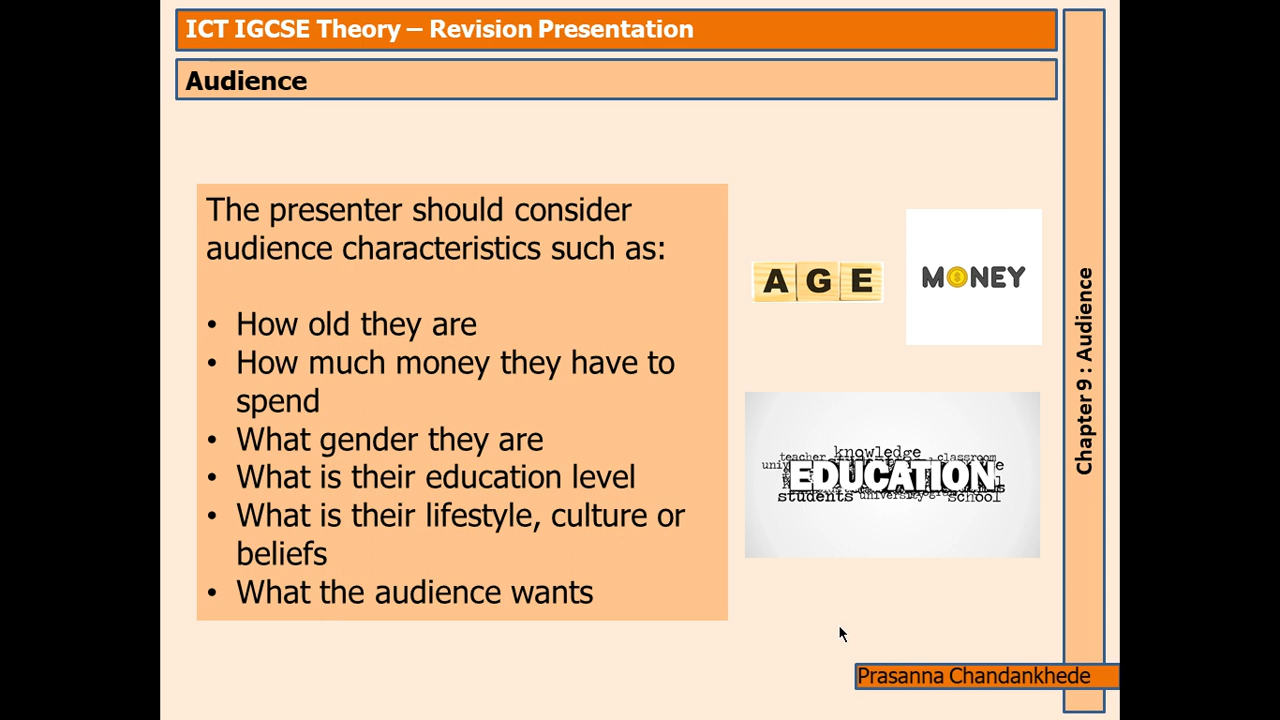 ICT IGCSE Theory – Revision Presentation
Audience
The presenter should consider
audience characteristics such as:
• How old they are
• How much money they have to
spend
• What gender they are
• What is their education level
• What is their lifestyle, culture or
beliefs
• What the audience wants
AGE
MONEY
knowledge
teacher
classroom
EDUCATION
students
university
school
Chapter 9 : Audience
Prasanna Chandankhede